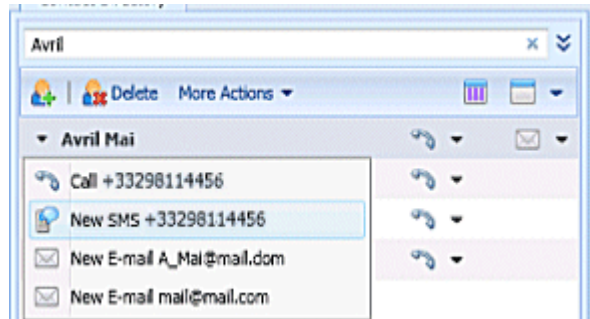 Avril
Delete More Actions
Avril Mai
Call +33298114456
New SMS +33298114456
New E-mail A_Mai@mail.dom
New E-mail mail@mail.com